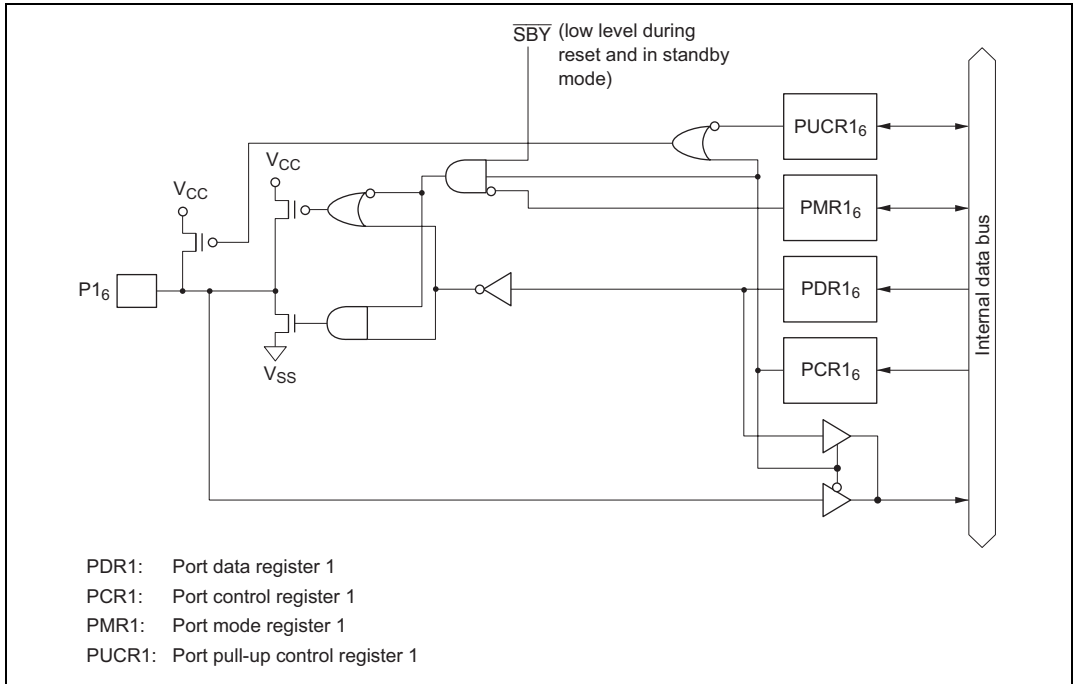 S̅B̅Y̅ (low level during
reset and in standby
mode)
PUCR1₆
VCC
VCC
PMR1₆
Internal data bus
P1₆
PDR1₆
PCR1₆
VSS
PDR1: Port data register 1
PCR1: Port control register 1
PMR1: Port mode register 1
PUCR1: Port pull-up control register 1